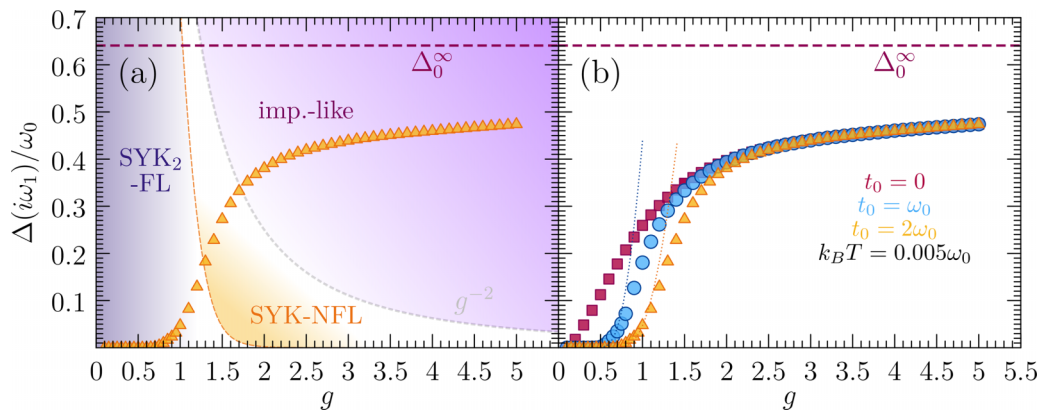 Δ(iω₁)/ω₀
0.7
0.6
0.5
0.4
0.3
0.2
0.1
(a)
Δ₀^∞
imp.-like
SYK₂
-FL
SYK-NFL
g⁻²
0 0.5 1 1.5 2 2.5 3 3.5 4 4.5 5
g
(b)
Δ₀^∞
t₀ = 0
t₀ = ω₀
t₀ = 2ω₀
k_BT = 0.005ω₀
0 0.5 1 1.5 2 2.5 3 3.5 4 4.5 5 5.5
g